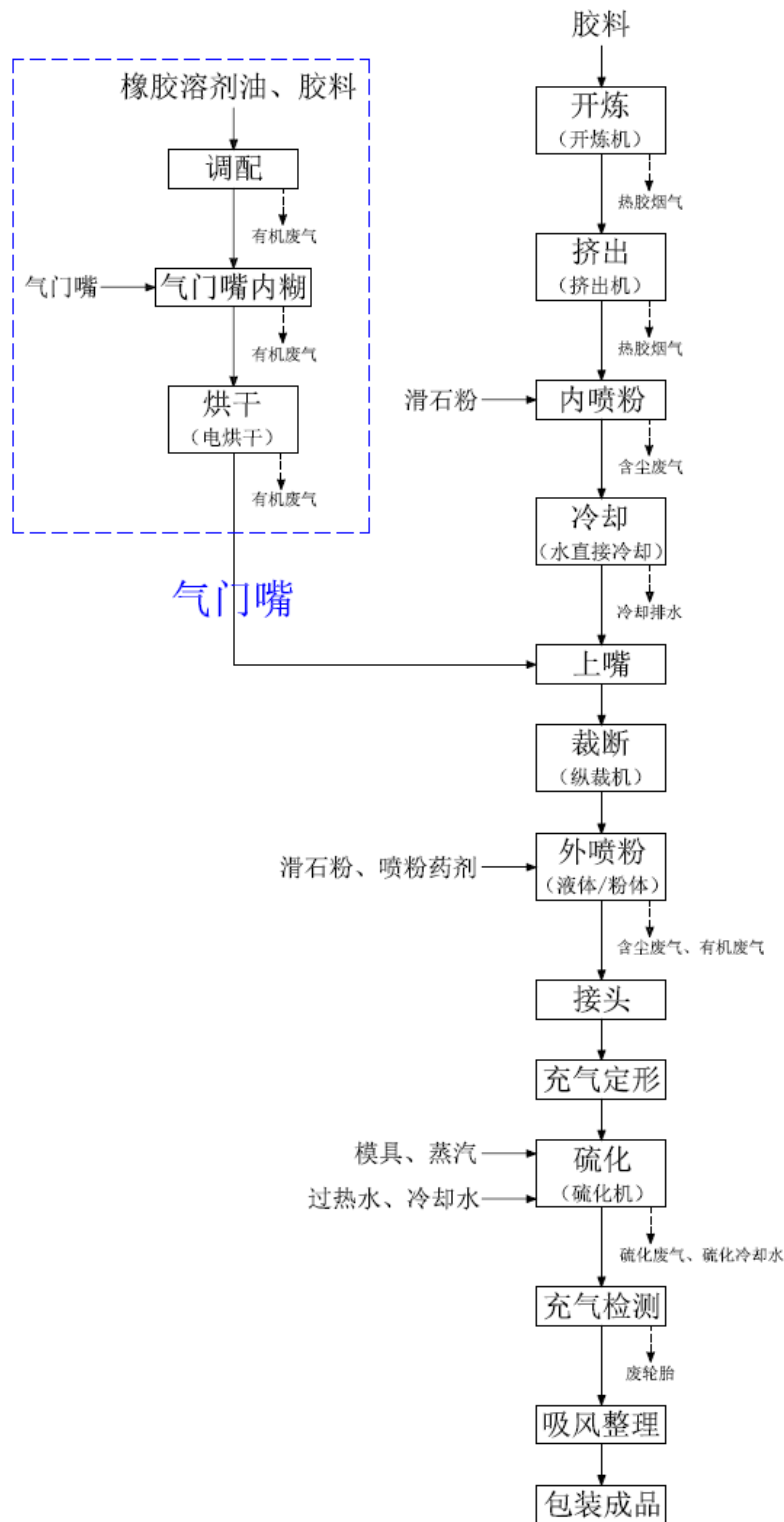 胶料
橡胶溶剂油、胶料
开炼
（开炼机）
调配
热胶烟气
有机废气
挤出
（挤出机）
气门嘴
气门嘴内糊
有机废气
热胶烟气
烘干
（电烘干）
滑石粉
内喷粉
含尘废气
有机废气
冷却
（水直接冷却）
气门嘴
冷却排水
上嘴
裁断
（纵裁机）
滑石粉、喷粉药剂
外喷粉
（液体/粉体）
含尘废气、有机废气
接头
充气定形
模具、蒸汽
硫化
（硫化机）
过热水、冷却水
硫化废气、硫化冷却水
充气检测
废轮胎
吸风整理
包装成品